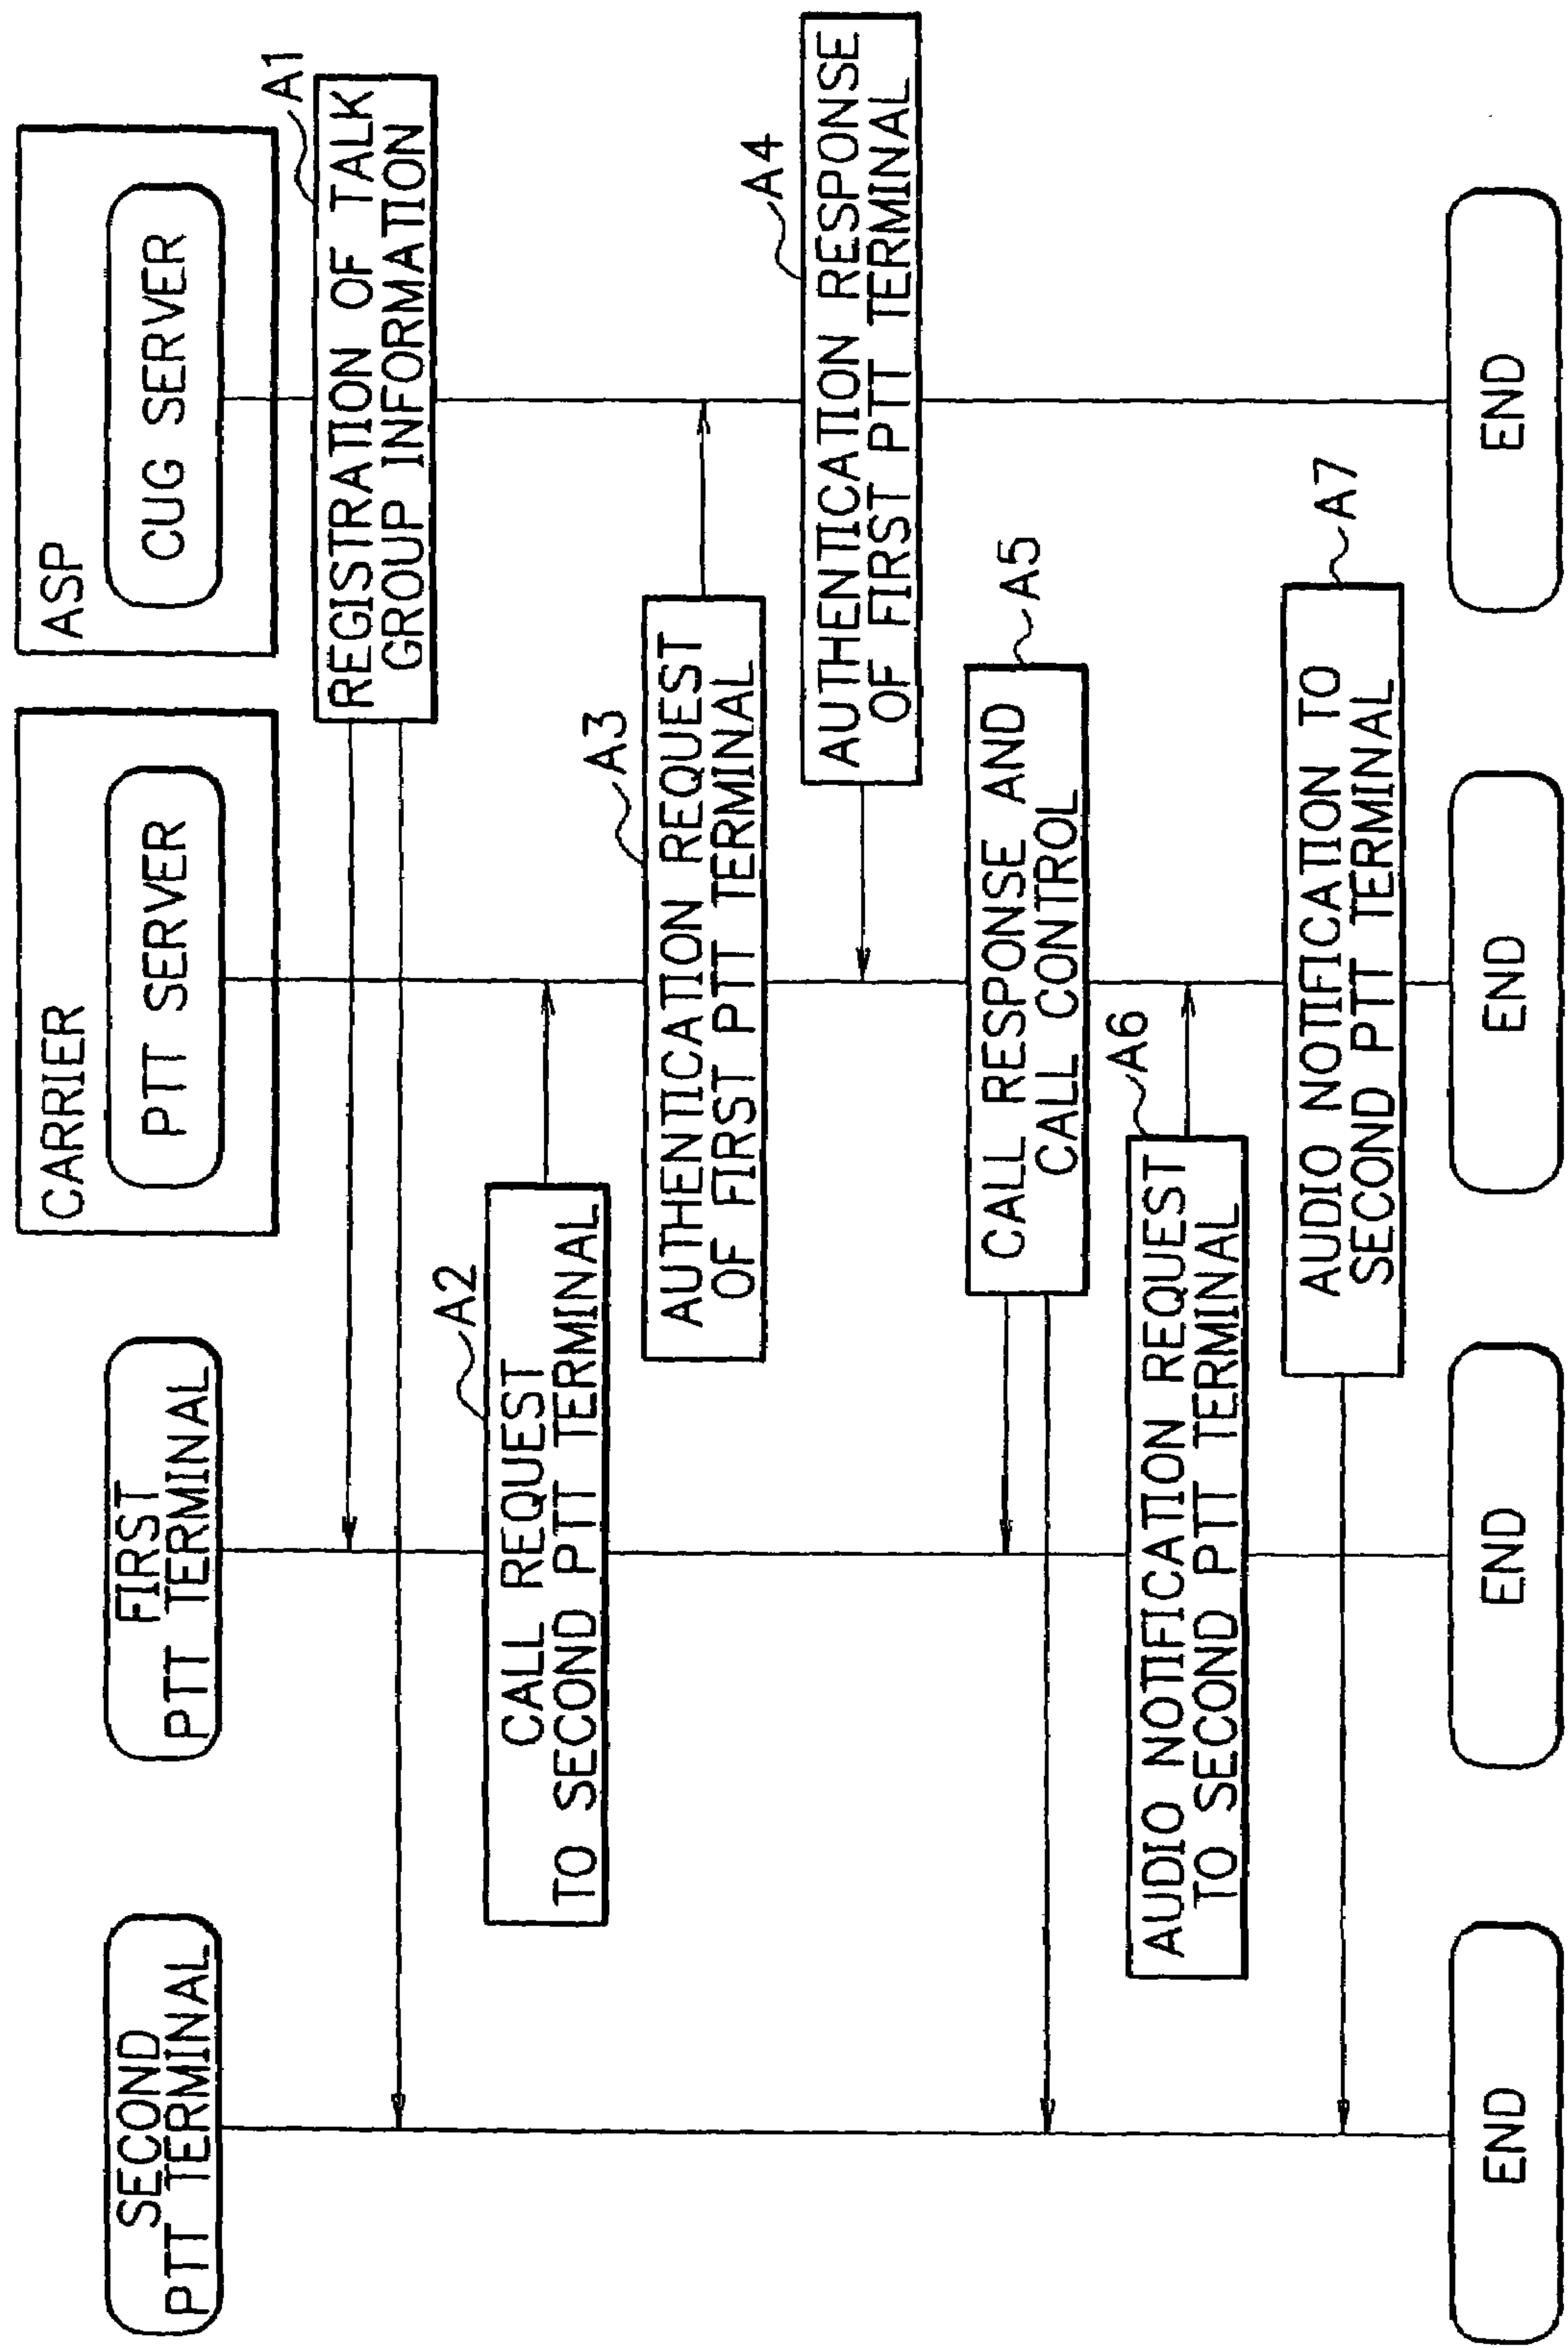 SECOND
PTT TERMINAL
FIRST
PTT TERMINAL
CARRIER
PTT SERVER
ASP
CUG SERVER
A1
REGISTRATION OF TALK
GROUP INFORMATION
A2
CALL REQUEST
TO SECOND PTT TERMINAL
A3
AUTHENTICATION REQUEST
OF FIRST PTT TERMINAL
A4
AUTHENTICATION RESPONSE
OF FIRST PTT TERMINAL
A5
CALL RESPONSE AND
CALL CONTROL
A6
AUDIO NOTIFICATION REQUEST
TO SECOND PTT TERMINAL
A7
AUDIO NOTIFICATION TO
SECOND PTT TERMINAL
END
END
END
END